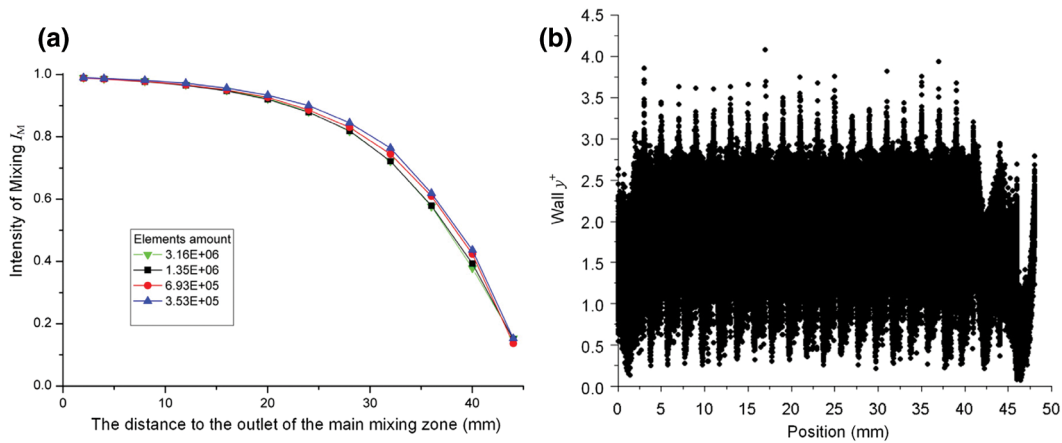 (a)
1.0
0.8
0.6
0.4
0.2
0.0
Intensity of Mixing I_M
Elements amount
3.16E+06
1.35E+06
6.93E+05
3.53E+05
0 10 20 30 40
The distance to the outlet of the main mixing zone (mm)
(b)
4.5
4.0
3.5
3.0
2.5
2.0
1.5
1.0
0.5
0.0
Wall y⁺
0 5 10 15 20 25 30 35 40 45 50
Position (mm)